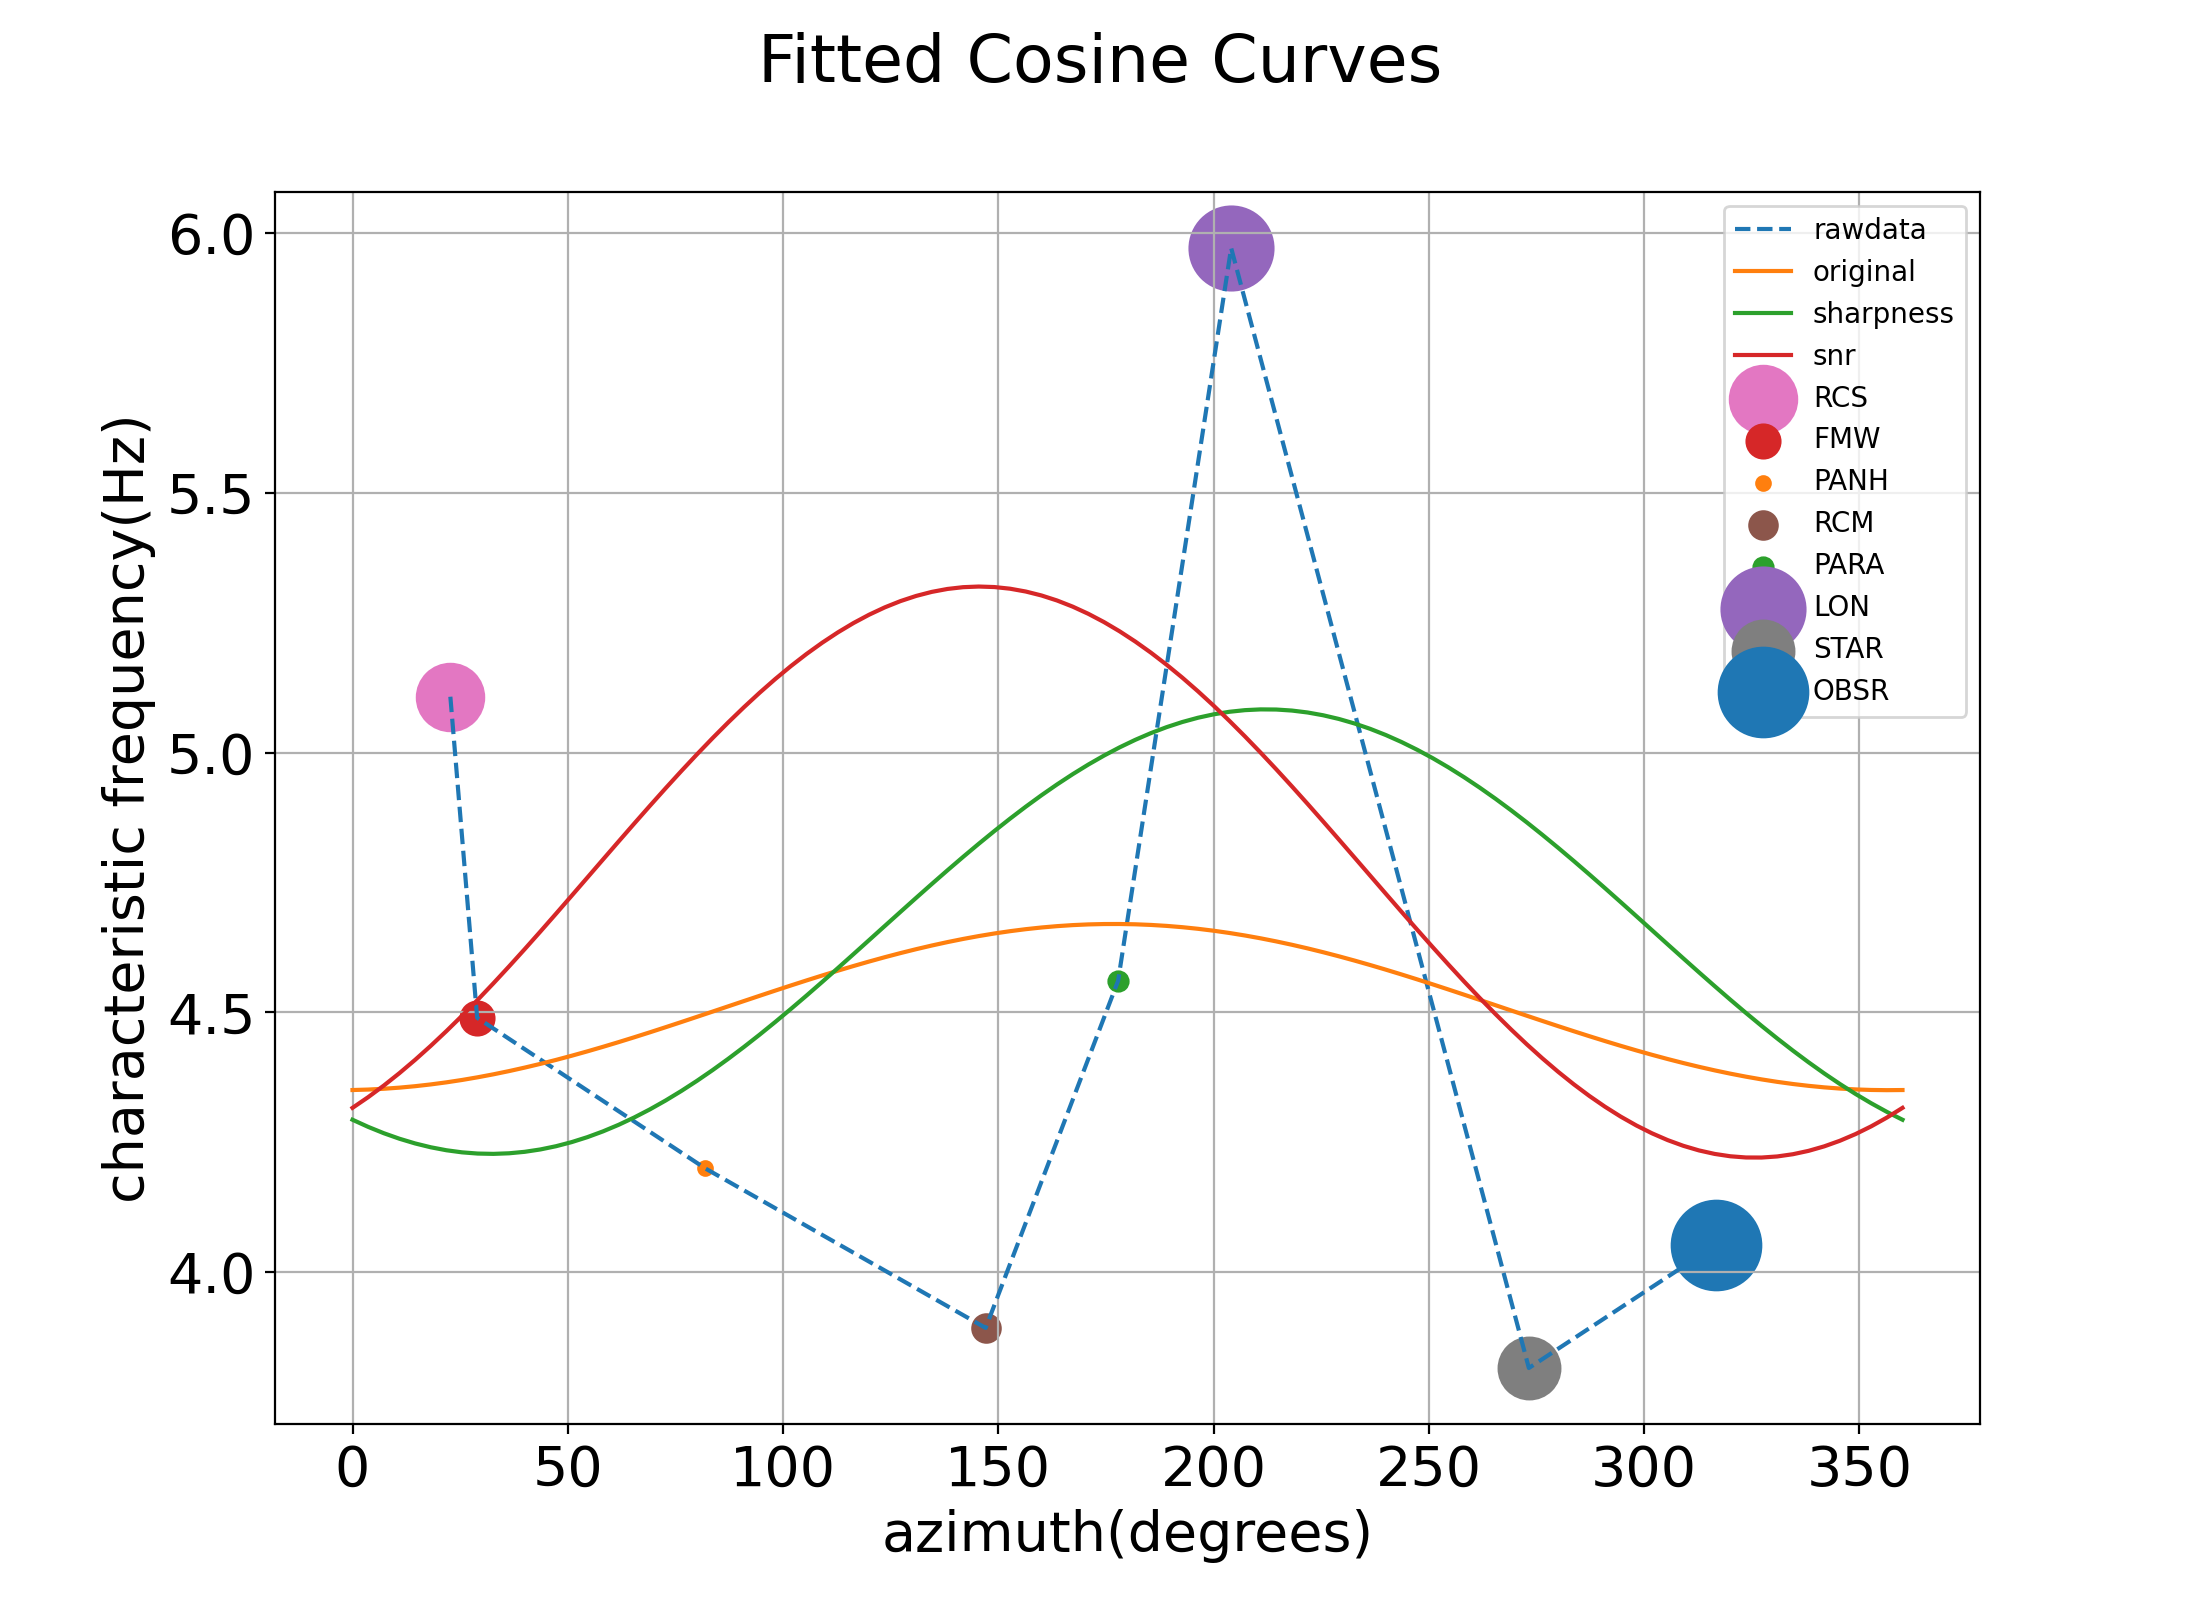 Fitted Cosine Curves
6.0
5.5
5.0
4.5
4.0
characteristic frequency(Hz)
0 50 100 150 200 250 300 350
azimuth(degrees)
rawdata
original
sharpness
snr
RCS
FMW
PANH
RCM
PARA
LON
STAR
OBSR